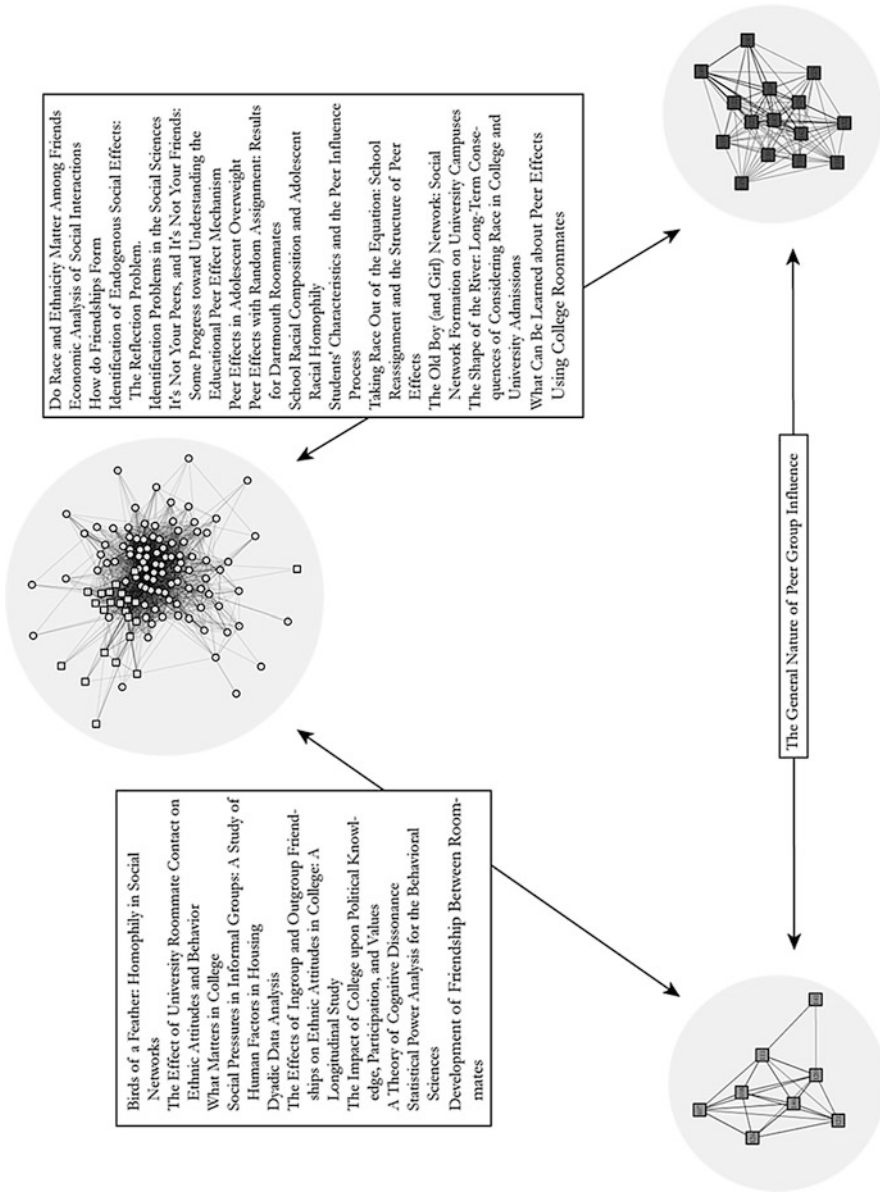 Birds of a Feather: Homophily in Social
Networks
The Effect of University Roommate Contact on
Ethnic Attitudes and Behavior
What Matters in College
Social Pressures in Informal Groups: A Study of
Human Factors in Housing
Dyadic Data Analysis
The Effects of Ingroup and Outgroup Friend-
ships on Ethnic Attitudes in College: A
Longitudinal Study
The Impact of College upon Political Knowl-
edge, Participation, and Values
A Theory of Cognitive Dissonance
Statistical Power Analysis for the Behavioral
Sciences
Development of Friendship Between Room-
mates
Do Race and Ethnicity Matter Among Friends
Economic Analysis of Social Interactions
How do Friendships Form
Identification of Endogenous Social Effects:
The Reflection Problem.
Identification Problems in the Social Sciences
It's Not Your Peers, and It's Not Your Friends:
Some Progress toward Understanding the
Educational Peer Effect Mechanism
Peer Effects in Adolescent Overweight
Peer Effects with Random Assignment: Results
for Dartmouth Roommates
School Racial Composition and Adolescent
Racial Homophily
Students' Characteristics and the Peer Influence
Process
Taking Race Out of the Equation: School
Reassignment and the Structure of Peer
Effects
The Old Boy (and Girl) Network: Social
Network Formation on University Campuses
The Shape of the River: Long-Term Conse-
quences of Considering Race in College and
University Admissions
What Can Be Learned about Peer Effects
Using College Roommates
The General Nature of Peer Group Influence